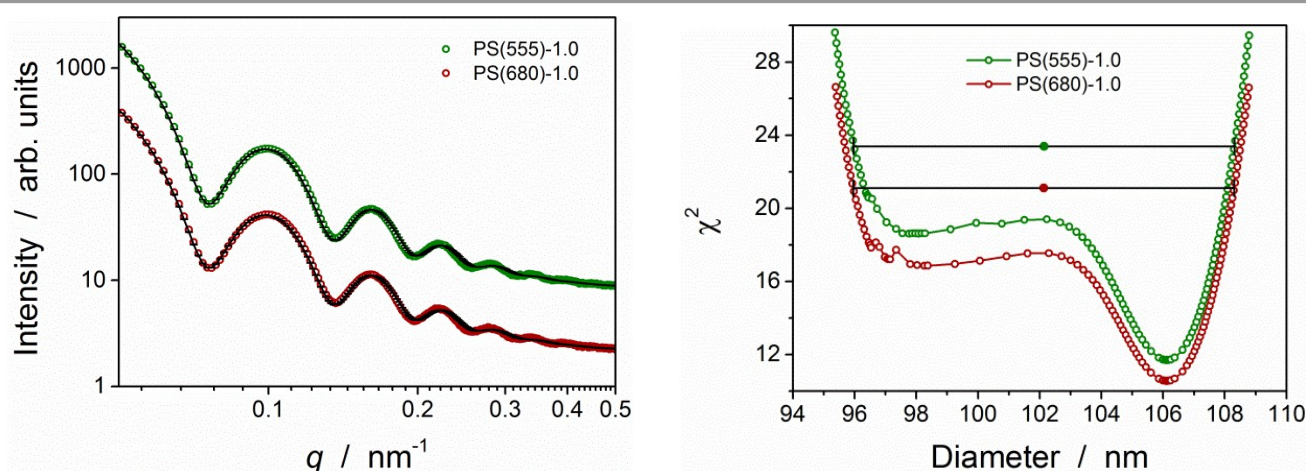 PS(555)-1.0
PS(680)-1.0
1000
100
10
1
Intensity / arb. units
0.1 0.2 0.3 0.4 0.5
q / nm-1
PS(555)-1.0
PS(680)-1.0
28
24
20
16
12
χ2
94 96 98 100 102 104 106 108 110
Diameter / nm